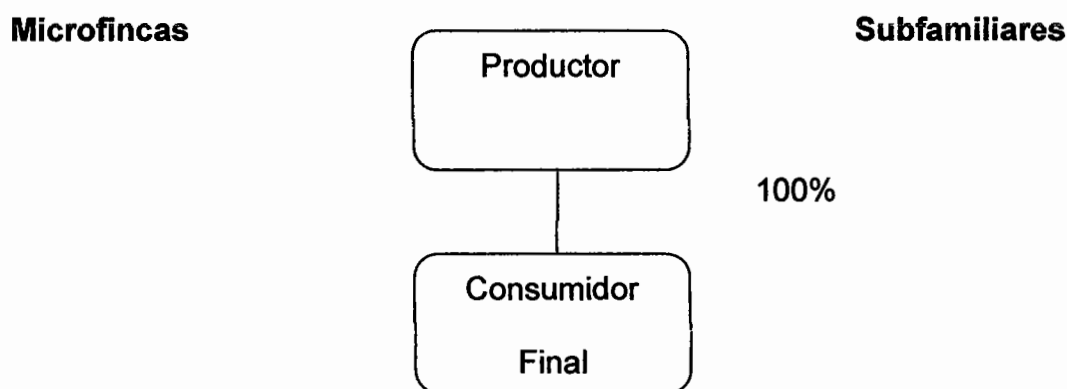 Microfincas
Subfamiliares
Productor
100%
Consumidor
Final